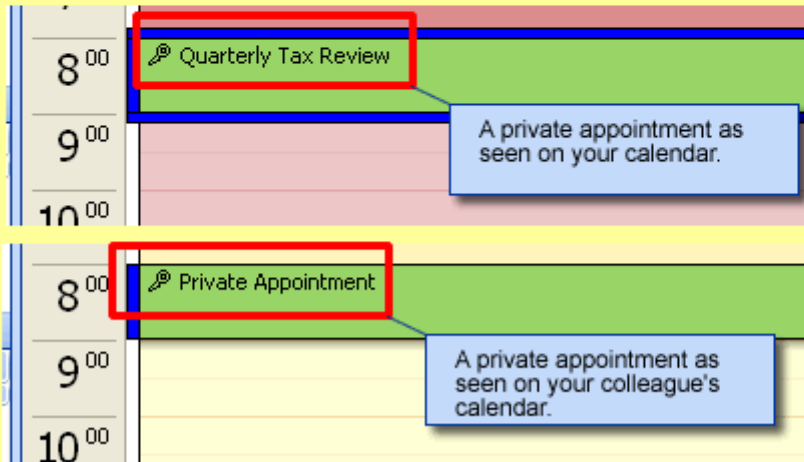 8 00
Quarterly Tax Review
A private appointment as
seen on your calendar.
9 00
10 00
8 00
Private Appointment
9 00
A private appointment as
seen on your colleague's
calendar.
10 00